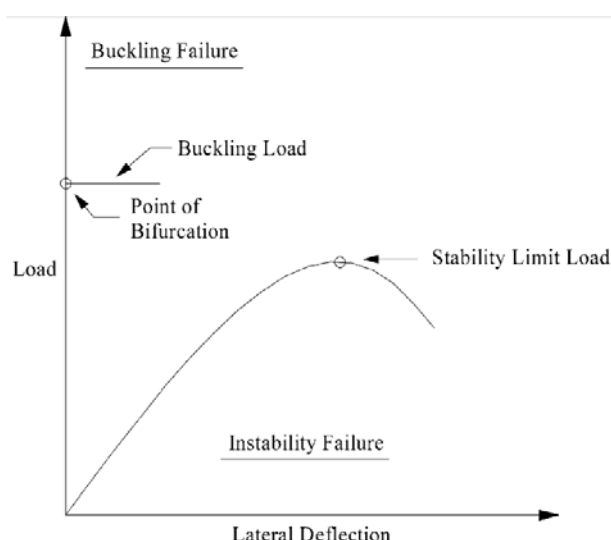 Buckling Failure
Buckling Load
Point of
Bifurcation
Load
Stability Limit Load
Instability Failure
Lateral Deflection